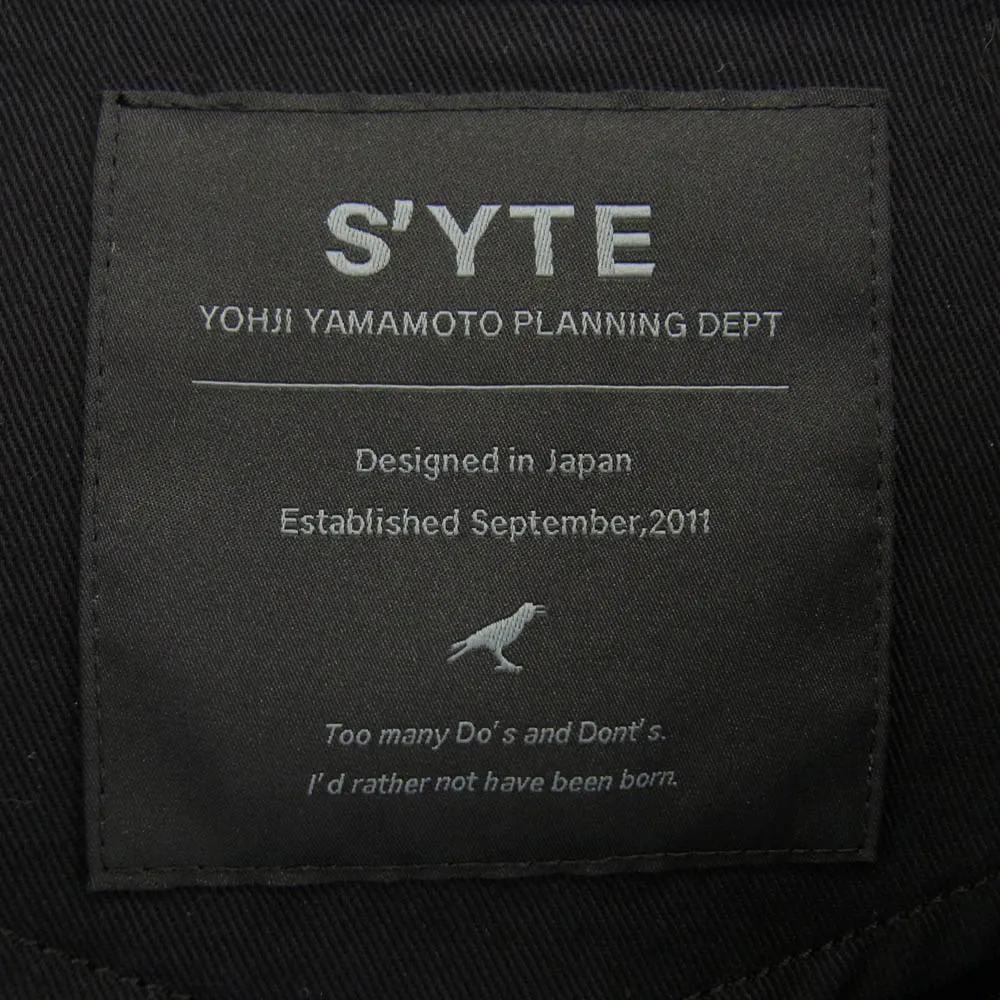 S'YTE
YOHJI YAMAMOTO PLANNING DEPT
Designed in Japan
Established September,2011
Too many Do's and Dont's.
I'd rather not have been born.